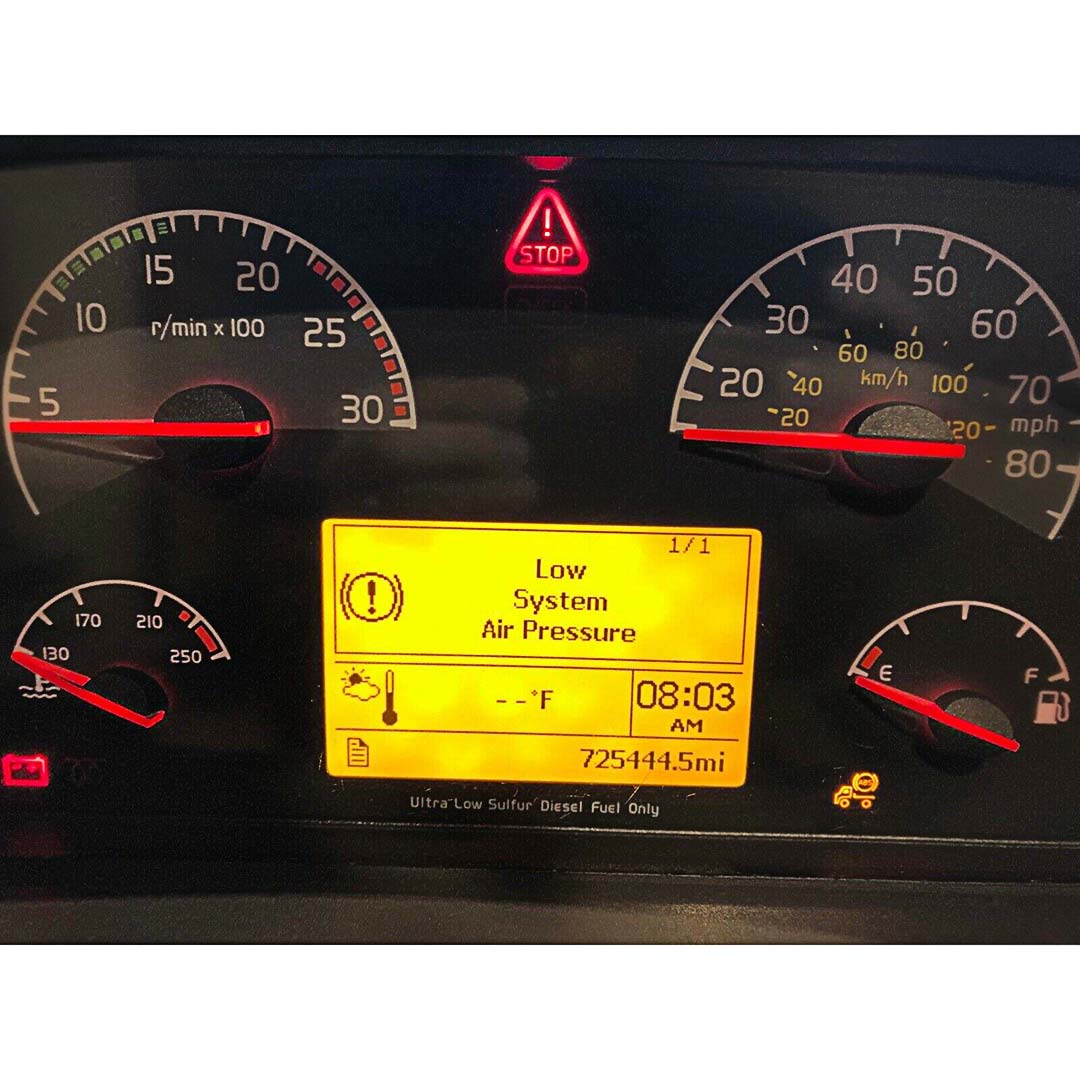 STOP
5
10
15
20
25
30
r/min x 100
20
30
40
50
60
70
80
mph
20
40
60
80
100
120
km/h
1/1
Low
System
Air Pressure
--°F
08:03
AM
725444.5mi
130
170
210
250
E
F
ABS
Ultra Low Sulfur Diesel Fuel Only